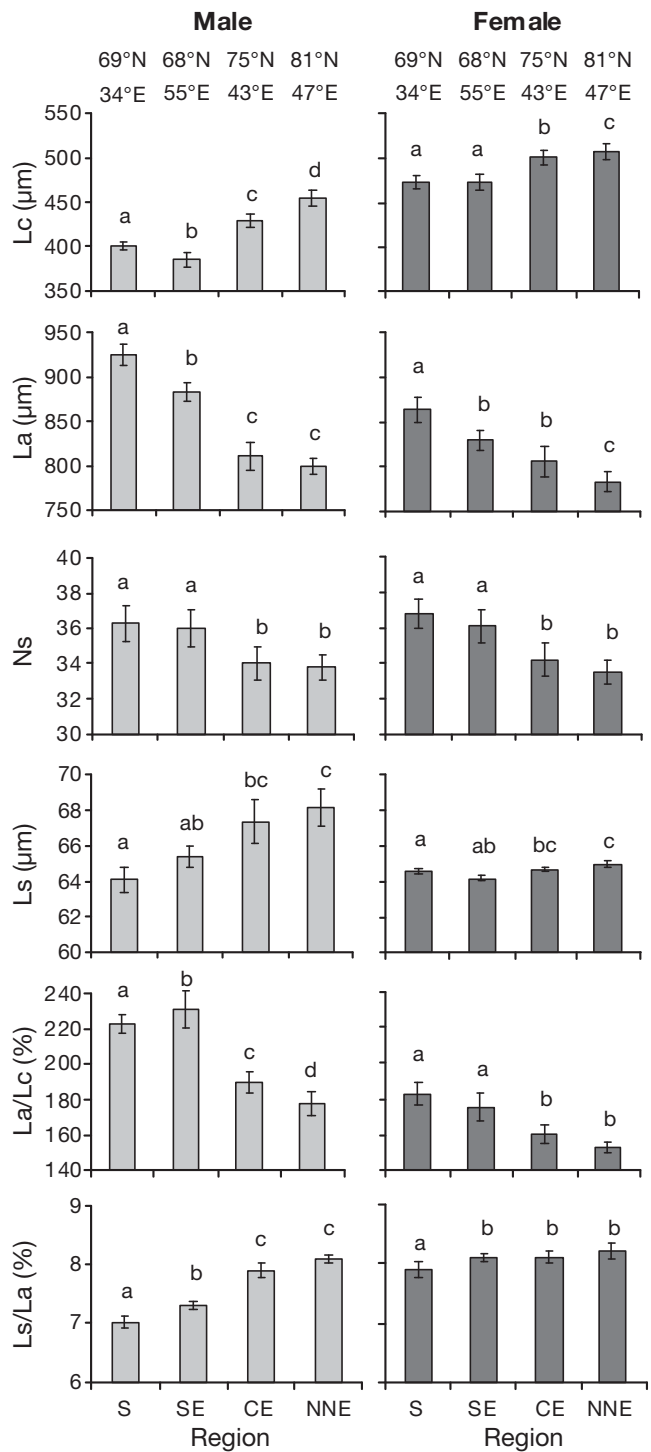 Male Female
69°N 68°N 75°N 81°N 69°N 68°N 75°N 81°N
34°E 55°E 43°E 47°E 34°E 55°E 43°E 47°E
Lc (µm)
550
500
450
400
350
a b c d
a a b c
La (µm)
950
900
850
800
750
a b c c
a b b c
Ns
40
38
36
34
32
30
a a b b
a a b b
Ls (µm)
70
68
66
64
62
60
a ab bc c
a ab bc c
La/Lc (%)
240
220
200
180
160
140
a b c d
a a b b
Ls/La (%)
9
8
7
6
a b c c
a b b b
S SE CE NNE S SE CE NNE
Region Region